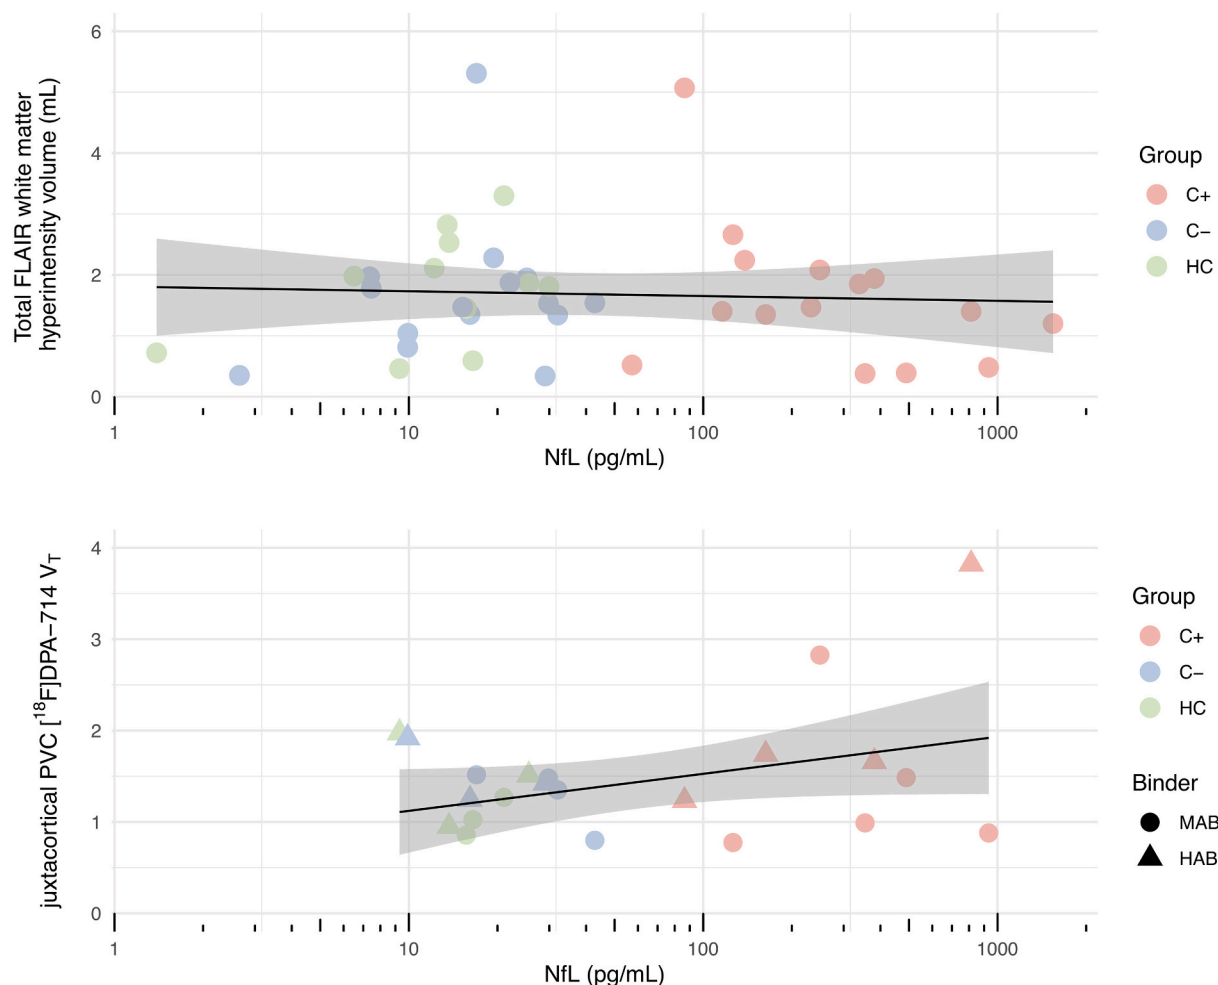 Total FLAIR white matter
hyperintensity volume (mL)
6
4
2
0
1
10
100
1000
NfL (pg/mL)
Group
C+
C−
HC
juxtacortical PVC [¹⁸F]DPA−714 V_T
4
3
2
1
0
1
10
100
1000
NfL (pg/mL)
Group
C+
C−
HC
Binder
MAB
HAB